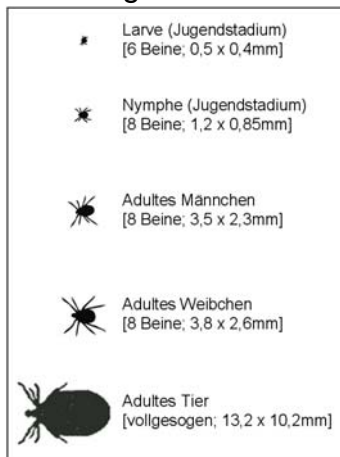 Larve (Jugendstadium)
[6 Beine; 0,5 x 0,4mm]
Nymphe (Jugendstadium)
[8 Beine; 1,2 x 0,85mm]
Adultes Männchen
[8 Beine; 3,5 x 2,3mm]
Adultes Weibchen
[8 Beine; 3,8 x 2,6mm]
Adultes Tier
[vollgesogen; 13,2 x 10,2mm]